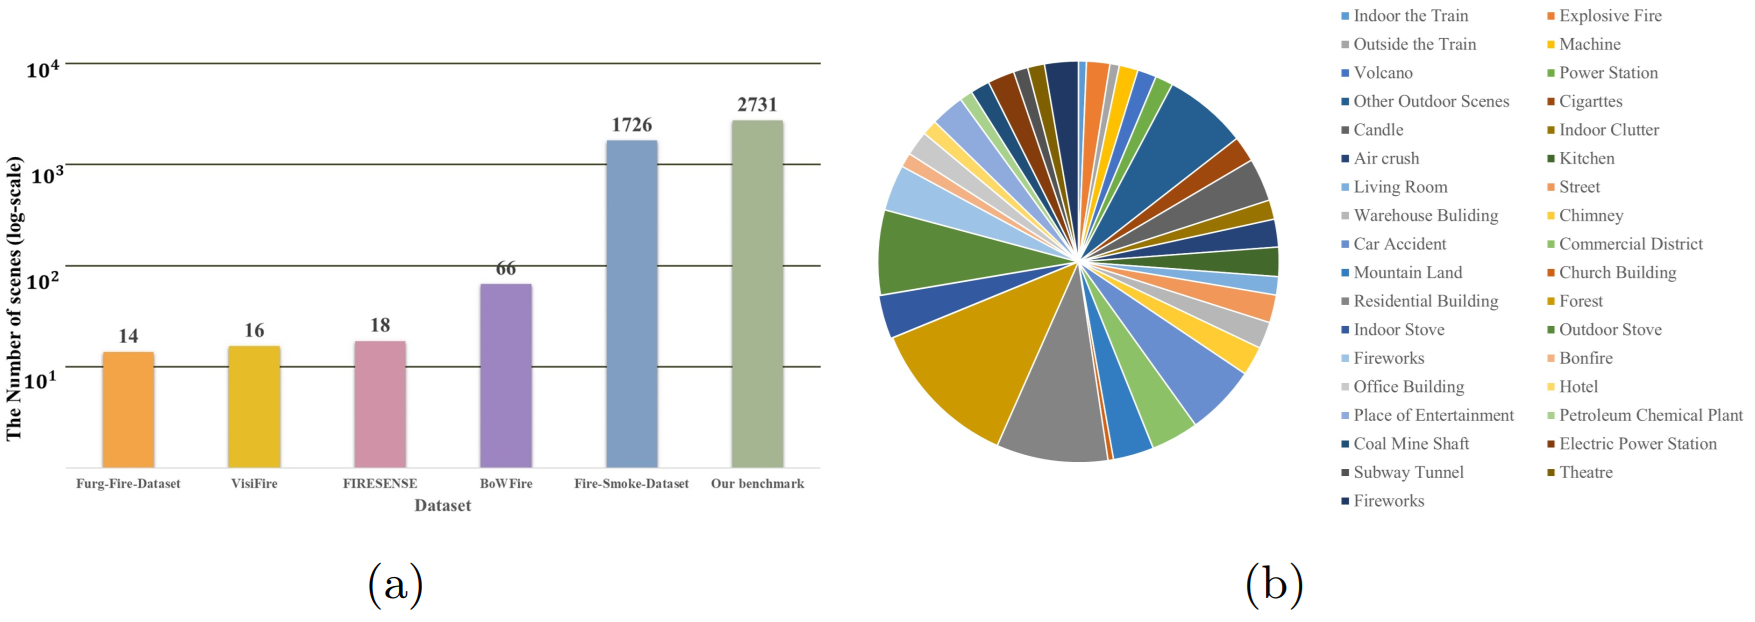 The Number of scenes (log-scale)
10⁴
10³
10²
10¹
14
16
18
66
1726
2731
Furg-Fire-Dataset
VisiFire
FIRESENSE
BoWFire
Fire-Smoke-Dataset
Our benchmark
Dataset
(a)
Indoor the Train
Explosive Fire
Outside the Train
Machine
Volcano
Power Station
Other Outdoor Scenes
Cigarttes
Candle
Indoor Clutter
Air crush
Kitchen
Living Room
Street
Warehouse Buliding
Chimney
Car Accident
Commercial District
Mountain Land
Church Building
Residential Building
Forest
Indoor Stove
Outdoor Stove
Fireworks
Bonfire
Office Building
Hotel
Place of Entertainment
Petroleum Chemical Plant
Coal Mine Shaft
Electric Power Station
Subway Tunnel
Theatre
Fireworks
(b)